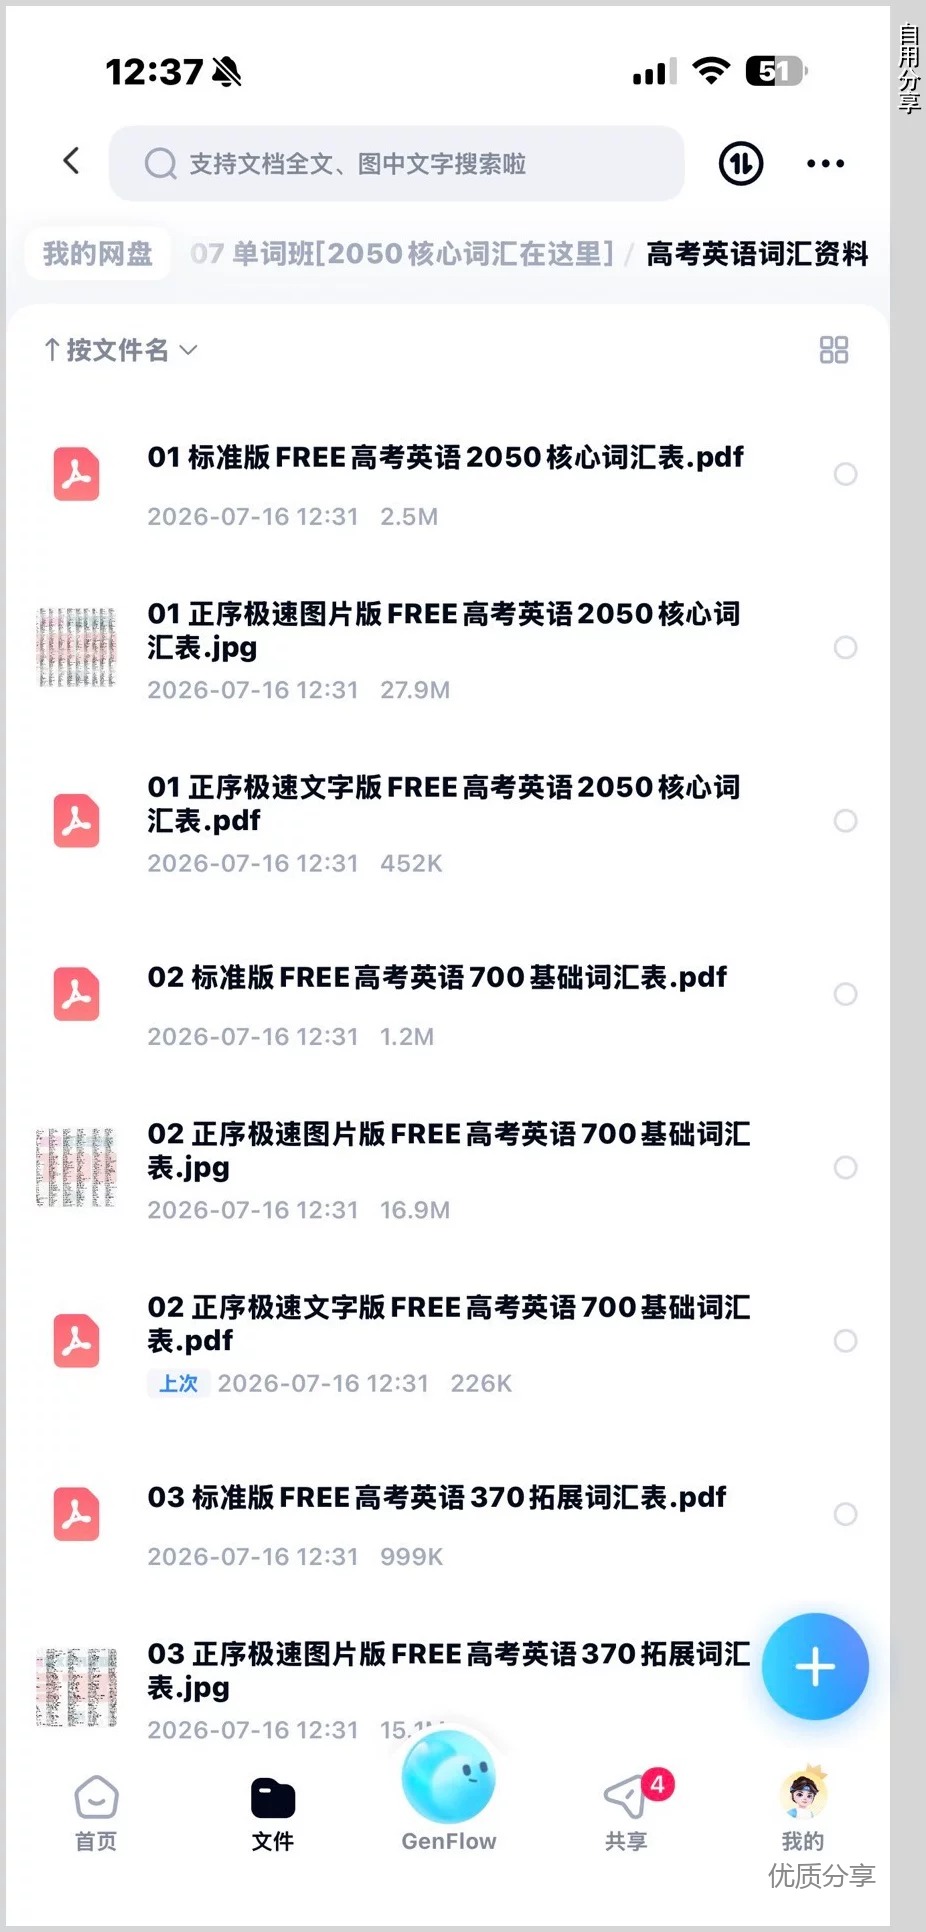 12:37
51
自用分享
支持文档全文、图中文字搜索啦
我的网盘 07 单词班[2050核心词汇在这里] / 高考英语词汇资料
↑按文件名
01 标准版FREE高考英语2050核心词汇表.pdf
2026-07-16 12:31 2.5M
01 正序极速图片版FREE高考英语2050核心词
汇表.jpg
2026-07-16 12:31 27.9M
01 正序极速文字版FREE高考英语2050核心词
汇表.pdf
2026-07-16 12:31 452K
02 标准版FREE高考英语700基础词汇表.pdf
2026-07-16 12:31 1.2M
02 正序极速图片版FREE高考英语700基础词汇
表.jpg
2026-07-16 12:31 16.9M
02 正序极速文字版FREE高考英语700基础词汇
表.pdf
上次 2026-07-16 12:31 226K
03 标准版FREE高考英语370拓展词汇表.pdf
2026-07-16 12:31 999K
03 正序极速图片版FREE高考英语370拓展词汇
表.jpg
2026-07-16 12:31
4
首页 文件 GenFlow 共享 我的
优质分享